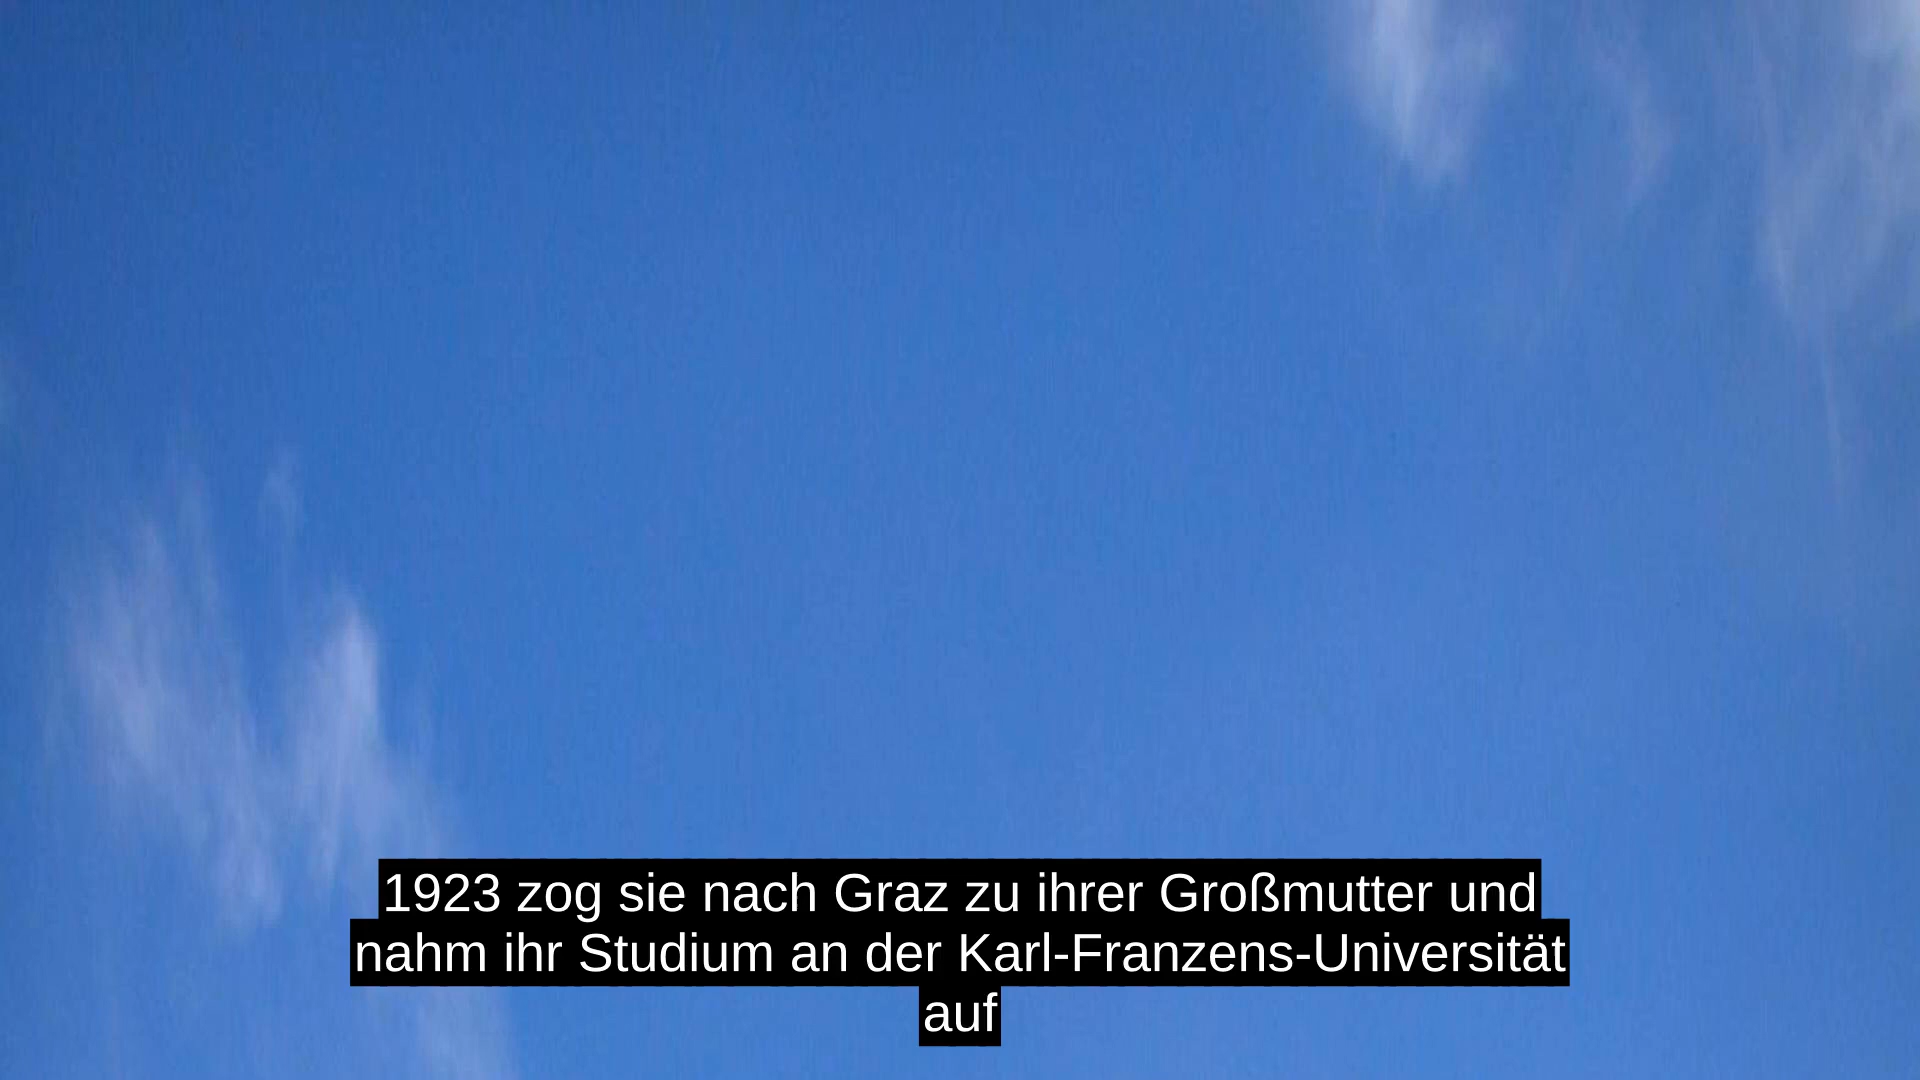 1923 zog sie nach Graz zu ihrer Großmutter und
nahm ihr Studium an der Karl-Franzens-Universität
auf